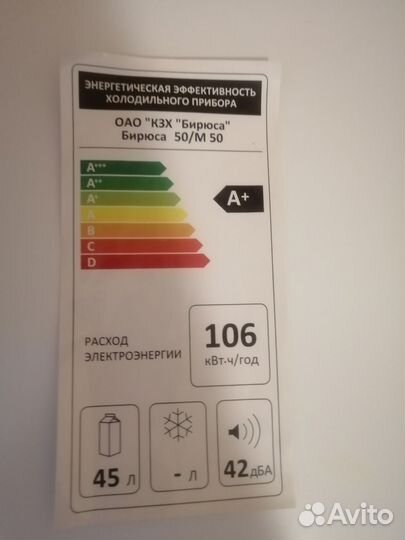 ЭНЕРГЕТИЧЕСКАЯ ЭФФЕКТИВНОСТЬ
ХОЛОДИЛЬНОГО ПРИБОРА
ОАО "КЗХ "Бирюса"
Бирюса 50/М 50
A+++
A++
A+
A
B
C
D
A+
РАСХОД
ЭЛЕКТРОЭНЕРГИИ
106
кВт·ч/год
45 Л
- Л
42 дБА
Avito